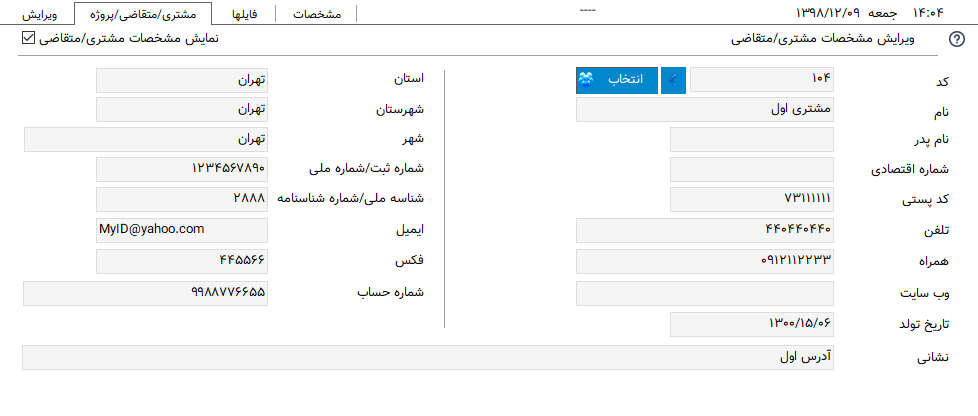 ۱۴:۰۴ جمعه ۱۳۹۸/۱۲/۰۹ ---- مشخصات فایلها مشتری/متقاضی/پروژه ویرایش
ویرایش مشخصات مشتری/متقاضی نمایش مشخصات مشتری/متقاضی
کد ۱۰۴ انتخاب استان تهران
نام مشتری اول شهرستان تهران
نام پدر شهر تهران
شماره اقتصادی شماره ثبت/شماره ملی ۱۲۳۴۵۶۷۸۹۰
کد پستی ۷۳۱۱۱۱۱۱ شناسه ملی/شماره شناسنامه ۲۸۸۸
تلفن ۴۴۰۴۴۰۴۴۰ ایمیل MyID@yahoo.com
همراه ۰۹۱۲۱۱۲۲۳۳ فکس ۴۴۵۵۶۶
وب سایت شماره حساب ۹۹۸۸۷۷۶۶۵۵
تاریخ تولد ۱۳۰۰/۱۵/۰۶
نشانی آدرس اول